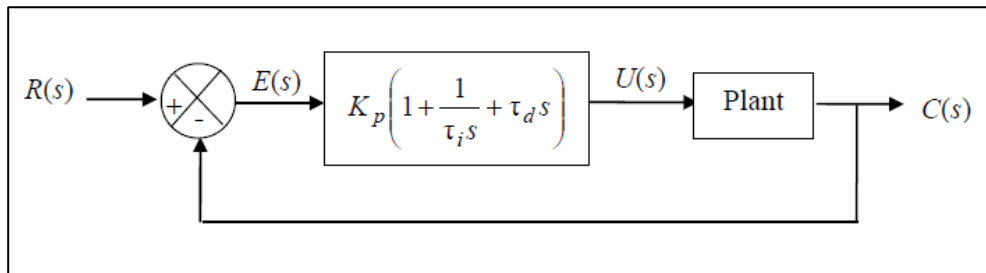 R(s)
+
-
E(s)
K_p(1 + 1/(τ_i s) + τ_d s)
U(s)
Plant
C(s)